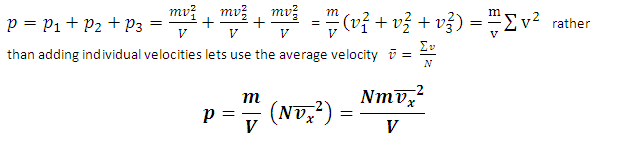 p = p₁ + p₂ + p₃ = mv₁²/V + mv₂²/V + mv₃²/V = m/V (v₁² + v₂² + v₃²) = m/v ∑ v² rather
than adding individual velocities lets use the average velocity v̄ = ∑v/N
p = m/V (Nv̄ₓ²) = Nmv̄ₓ²/V